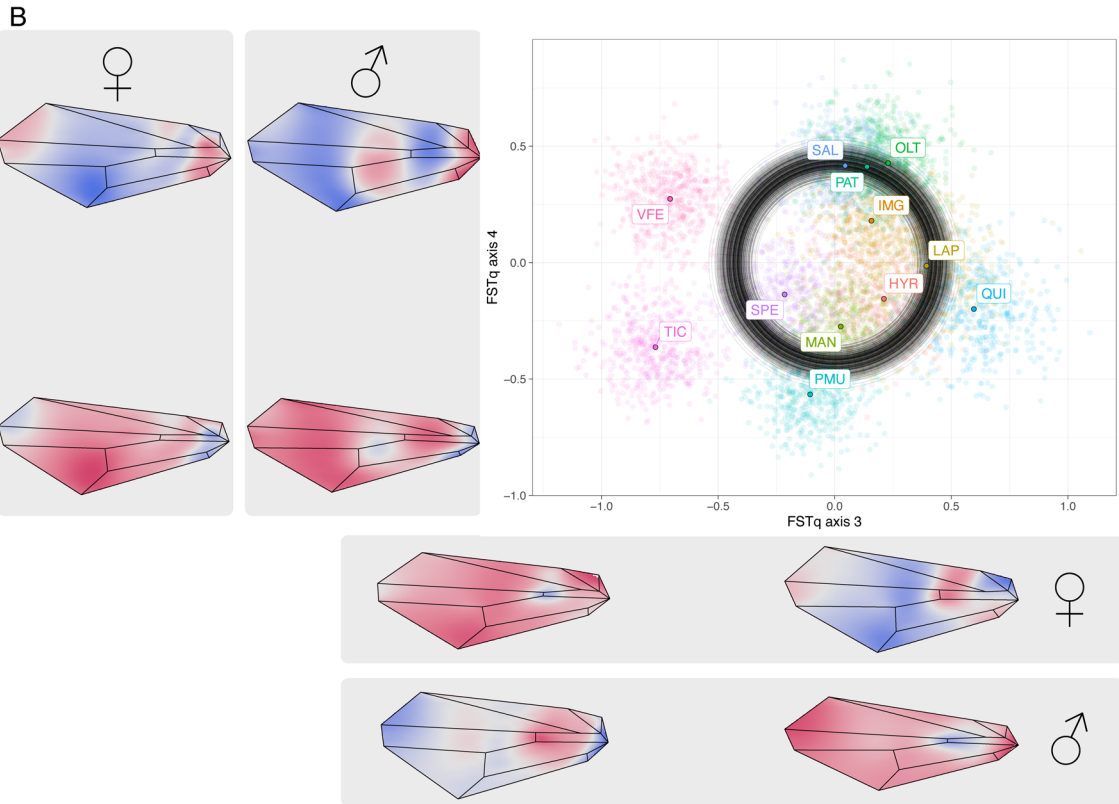 B
♀
♂
0.5
0.0
−0.5
−1.0
FSTq axis 4
SAL
OLT
PAT
VFE
IMG
LAP
HYR
QUI
SPE
TIC
MAN
PMU
−1.0
−0.5
0.0
0.5
1.0
FSTq axis 3
♀
♂